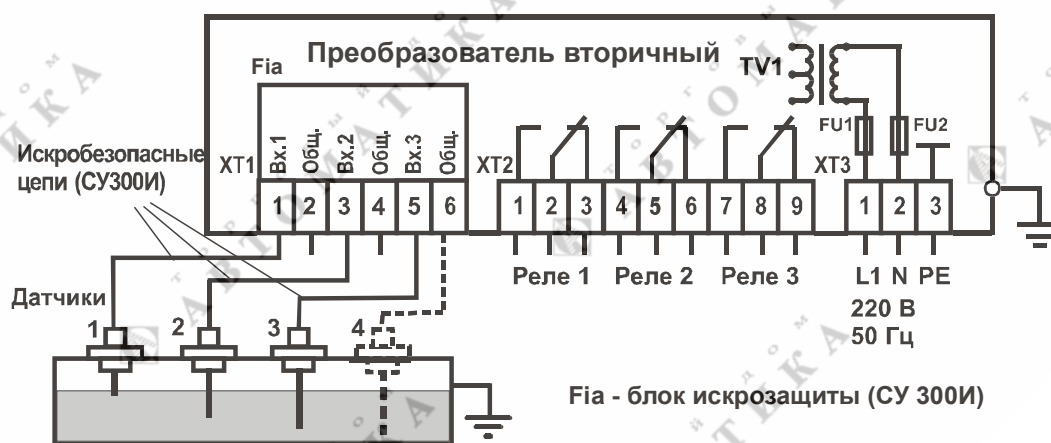 Преобразователь вторичный
Fia
TV1
FU1
FU2
Вх.1
Общ.
Вх.2
Общ.
Вх.3
Общ.
Искробезопасные
цепи (СУ300И)
XT1
1 2 3 4 5 6
XT2
1 2 3 4 5 6 7 8 9
XT3
1 2 3
Реле 1 Реле 2 Реле 3
L1 N PE
220 В
50 Гц
Датчики
1 2 3 4
Fia - блок искрозащиты (СУ 300И)